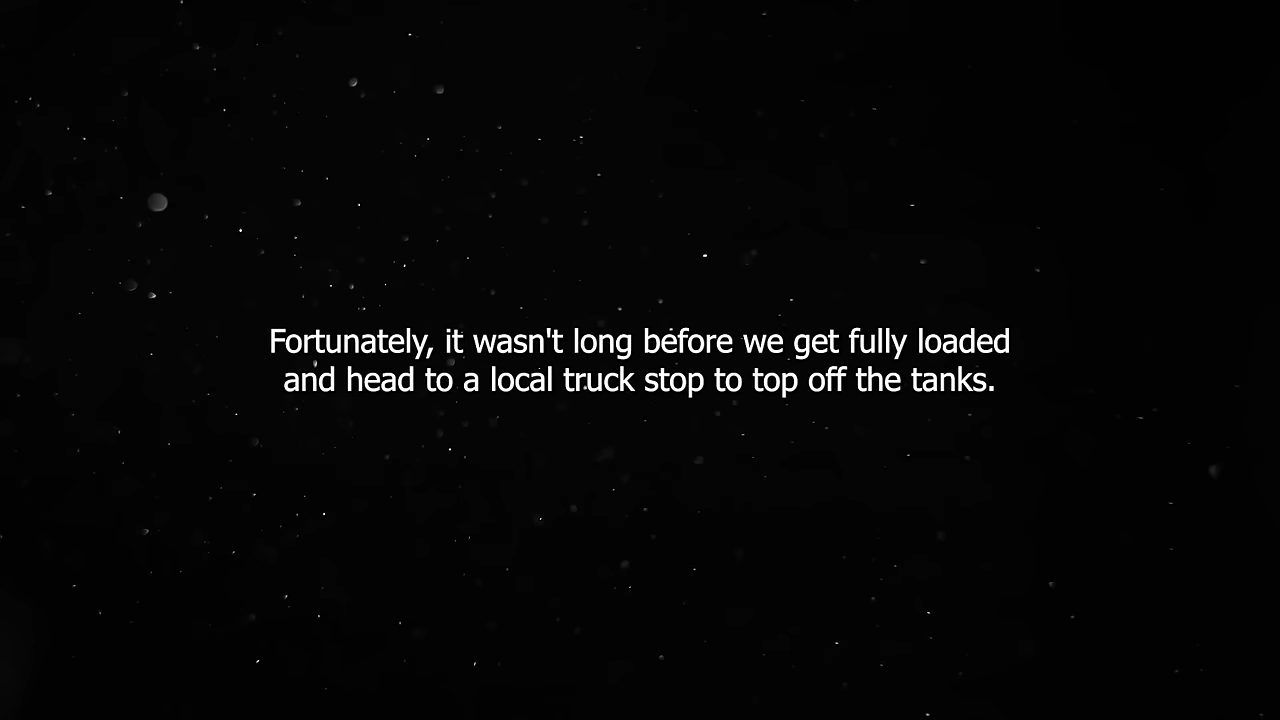 Fortunately, it wasn't long before we get fully loaded
and head to a local truck stop to top off the tanks.